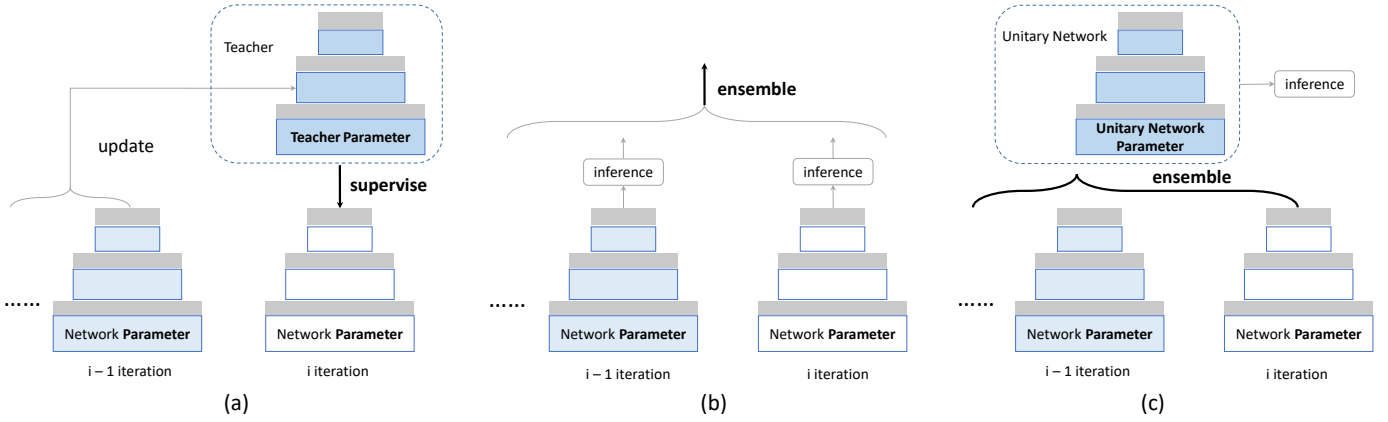 Teacher
Teacher Parameter
update
supervise
……
Network Parameter
Network Parameter
i – 1 iteration
i iteration
(a)
ensemble
inference
inference
……
Network Parameter
Network Parameter
i – 1 iteration
i iteration
(b)
Unitary Network
inference
Unitary Network
Parameter
ensemble
……
Network Parameter
Network Parameter
i – 1 iteration
i iteration
(c)